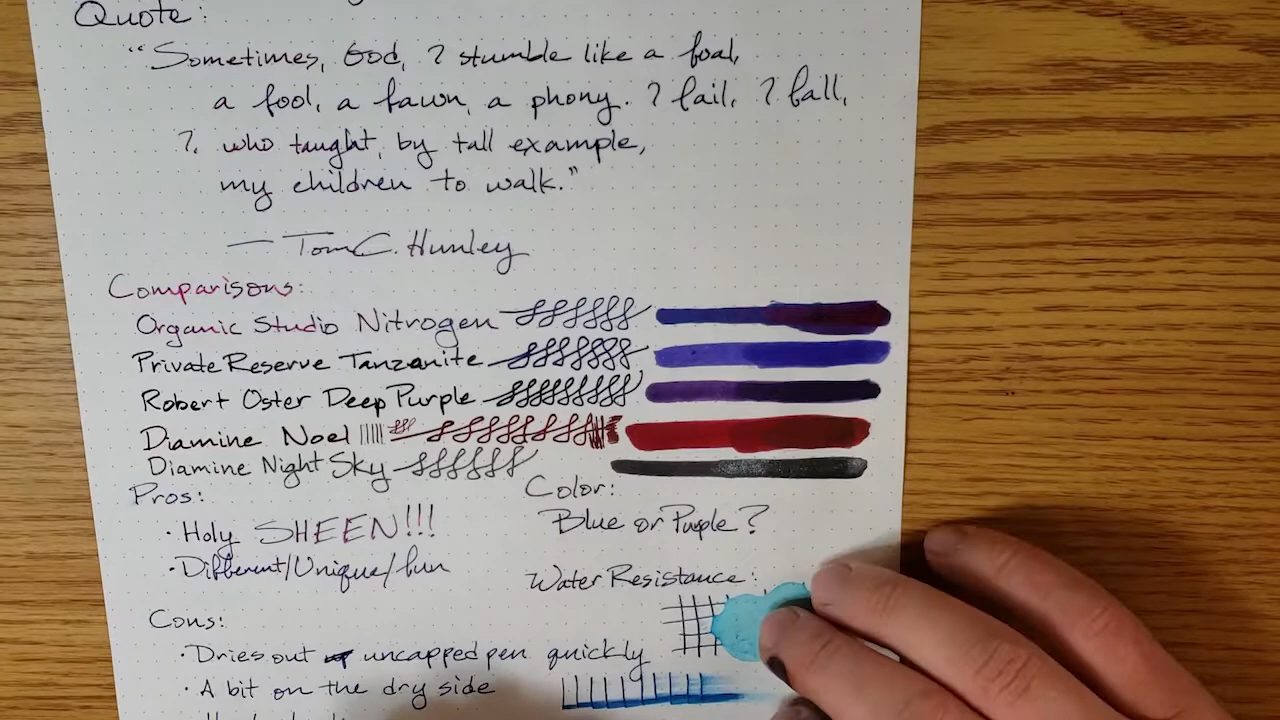 Quote:
"Sometimes, God, I stumble like a foal,
a fool, a fawn, a phony. I fail, I fall,
I, who taught, by tall example,
my children to walk."
— Tom C. Hunley
Comparisons:
Organic Studio Nitrogen
Private Reserve Tanzanite
Robert Oster Deep Purple
Diamine Noel
Diamine Night Sky
Pros:
· Holy SHEEN!!!
· Different/Unique/fun
Color:
Blue or Purple?
Water Resistance:
Cons:
· Dries out uncapped pen quickly
· A bit on the dry side